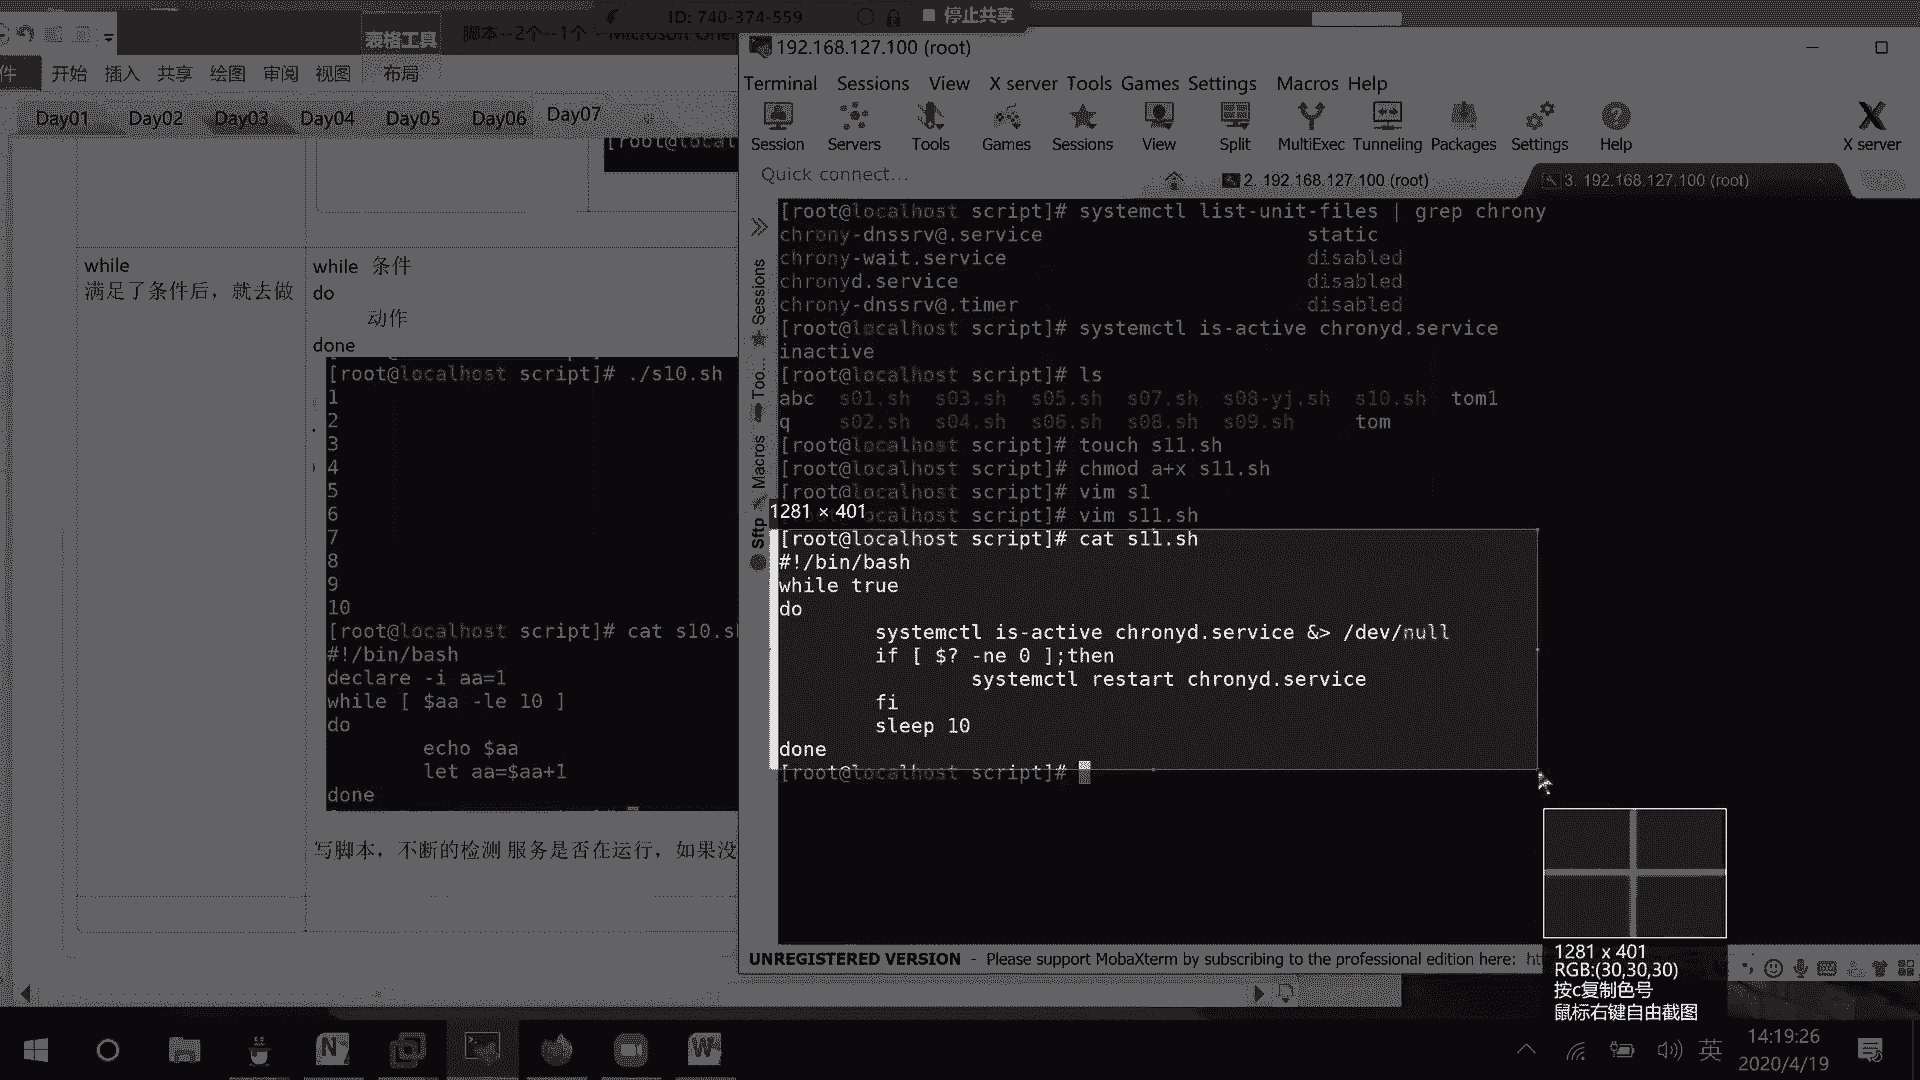 ID: 740-374-559
停止共享
表格工具
脚本--2个--1个
件
开始
插入
共享
绘图
审阅
视图
布局
Day01
Day02
Day03
Day04
Day05
Day06
Day07
while
满足了条件后，就去做
while 条件
do
动作
done
[root@localhost script]# ./s10.sh
1
2
3
4
5
6
7
8
9
10
[root@localhost script]# cat s10.s
#!/bin/bash
declare -i aa=1
while [ $aa -le 10 ]
do
echo $aa
let aa=$aa+1
done
写脚本，不断的检测 服务是否在运行，如果没
192.168.127.100 (root)
Terminal Sessions View X server Tools Games Settings Macros Help
Session Servers Tools Games Sessions View Split MultiExec Tunneling Packages Settings Help
X server
Quick connect...
2. 192.168.127.100 (root)
3. 192.168.127.100 (root)
Sessions
Too...
Macros
Sftp
[root@localhost script]# systemctl list-unit-files | grep chrony
chrony-dnssrv@.service static
chrony-wait.service disabled
chronyd.service disabled
chrony-dnssrv@.timer disabled
[root@localhost script]# systemctl is-active chronyd.service
inactive
[root@localhost script]# ls
abc s01.sh s03.sh s05.sh s07.sh s08-yj.sh s10.sh tom1
q s02.sh s04.sh s06.sh s08.sh s09.sh tom
[root@localhost script]# touch s11.sh
[root@localhost script]# chmod a+x s11.sh
[root@localhost script]# vim s1
1281 × 401
localhost script]# vim s11.sh
[root@localhost script]# cat s11.sh
#!/bin/bash
while true
do
systemctl is-active chronyd.service &> /dev/null
if [ $? -ne 0 ];then
systemctl restart chronyd.service
fi
sleep 10
done
[root@localhost script]#
UNREGISTERED VERSION - Please support MobaXterm by subscribing to the professional edition here:
1281 x 401
RGB:(30,30,30)
按c复制色号
鼠标右键自由截图
英
14:19:26
2020/4/19